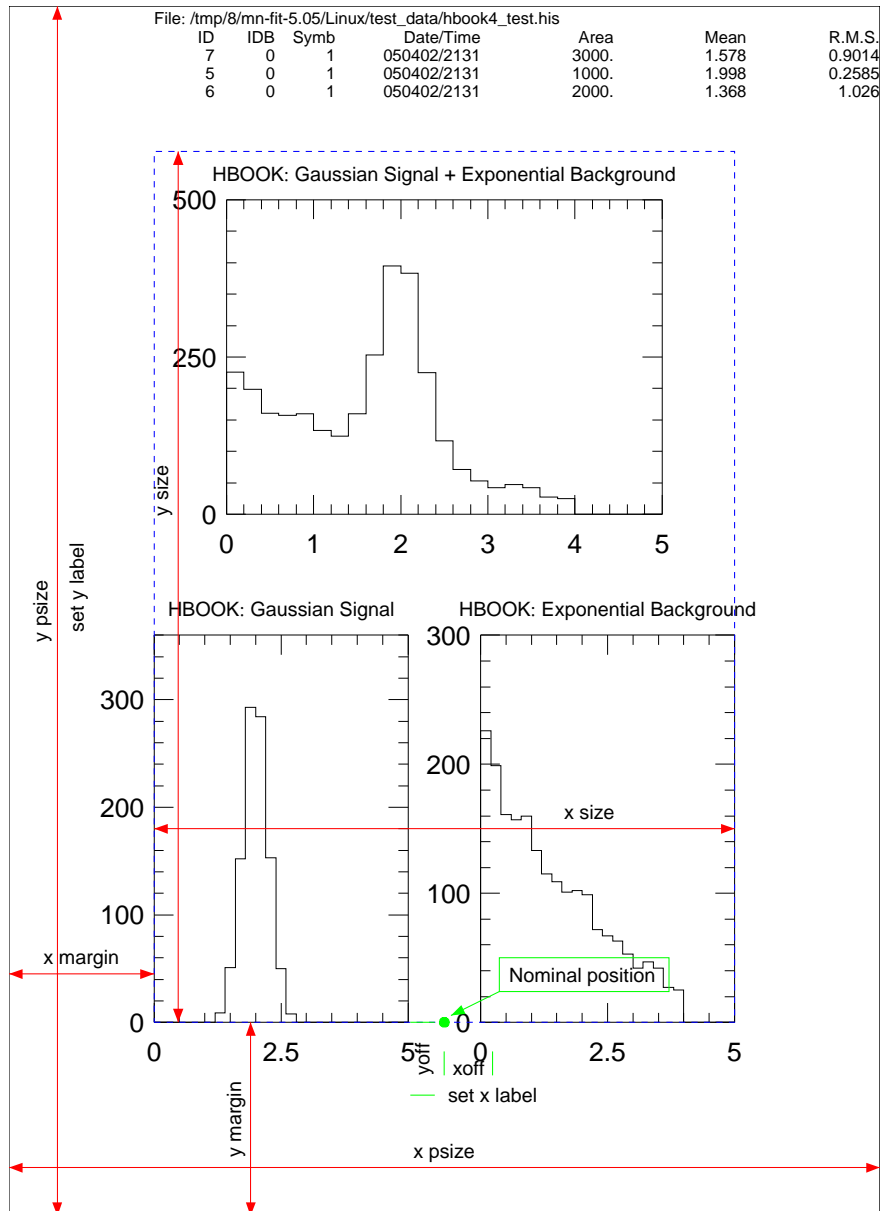 File: /tmp/8/mn-fit-5.05/Linux/test_data/hbook4_test.his
ID IDB Symb Date/Time Area Mean R.M.S.
7 0 1 050402/2131 3000. 1.578 0.9014
5 0 1 050402/2131 1000. 1.998 0.2585
6 0 1 050402/2131 2000. 1.368 1.026
HBOOK: Gaussian Signal + Exponential Background
500
250
0
0 1 2 3 4 5
y size
y psize
set y label
HBOOK: Gaussian Signal
300
200
100
0
0 2.5 5
HBOOK: Exponential Background
300
200
100
0
0 2.5 5
x size
x margin
Nominal position
yoff
xoff
set x label
y margin
x psize